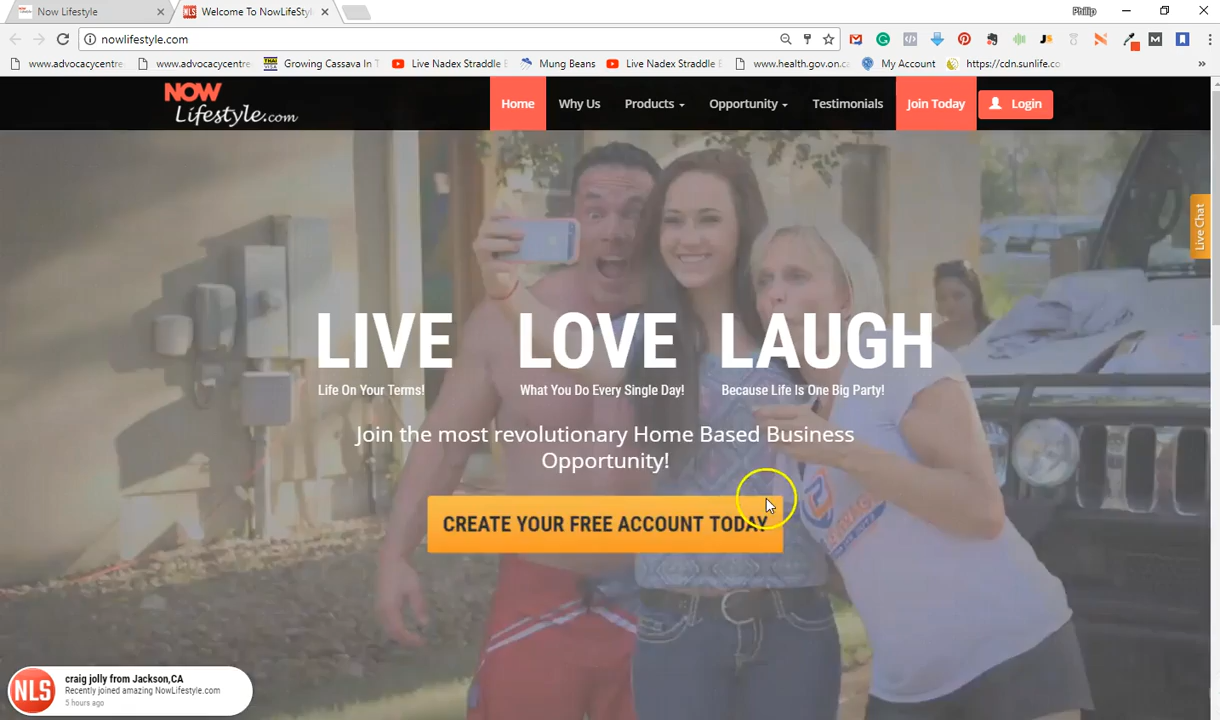 Now Lifestyle
Welcome To NowLifeStyl
Philip
nowlifestyle.com
www.advocacycentre
www.advocacycentre
Growing Cassava In T
Live Nadex Straddle E
Mung Beans
Live Nadex Straddle E
www.health.gov.on.ca
My Account
https://cdn.sunlife.co
NOW
Lifestyle.com
Home
Why Us
Products
Opportunity
Testimonials
Join Today
Login
Live Chat
LIVE LOVE LAUGH
Life On Your Terms! What You Do Every Single Day! Because Life Is One Big Party!
Join the most revolutionary Home Based Business
Opportunity!
CREATE YOUR FREE ACCOUNT TODAY
NLS
craig jolly from Jackson,CA
Recently joined amazing NowLifestyle.com
5 hours ago